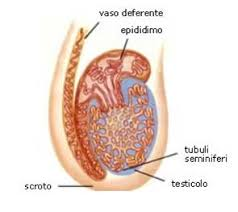 vaso deferente
epididimo
tubuli
seminiferi
testicolo
scroto